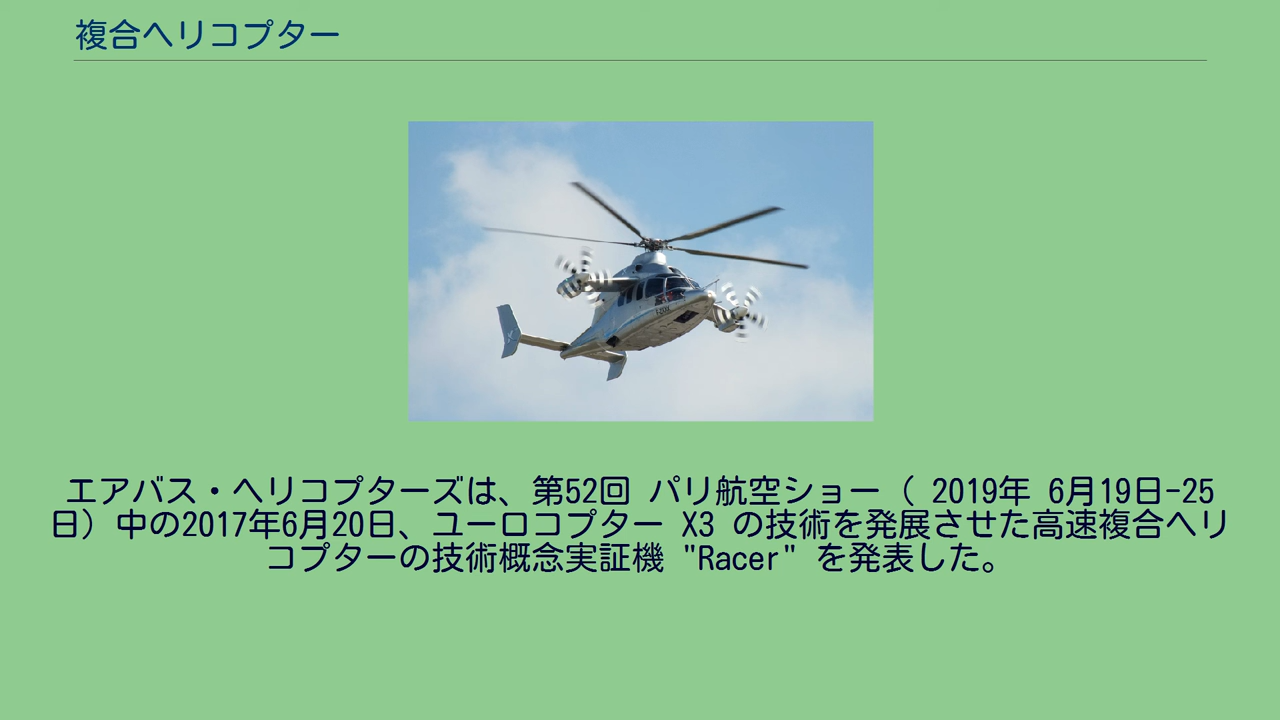 複合ヘリコプター
エアバス・ヘリコプターズは、第52回 パリ航空ショー（ 2019年 6月19日-25
日）中の2017年6月20日、ユーロコプター X3 の技術を発展させた高速複合ヘリ
コプターの技術概念実証機 "Racer" を発表した。